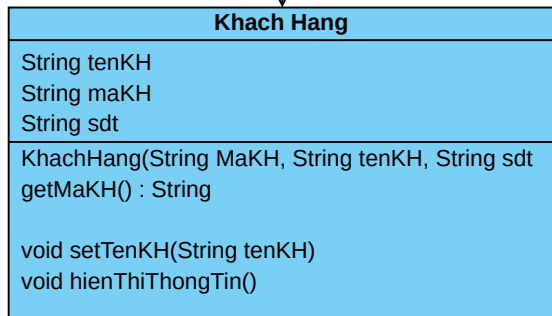 Khach Hang
String tenKH
String maKH
String sdt
KhachHang(String MaKH, String tenKH, String sdt
getMaKH() : String
void setTenKH(String tenKH)
void hienThiThongTin()